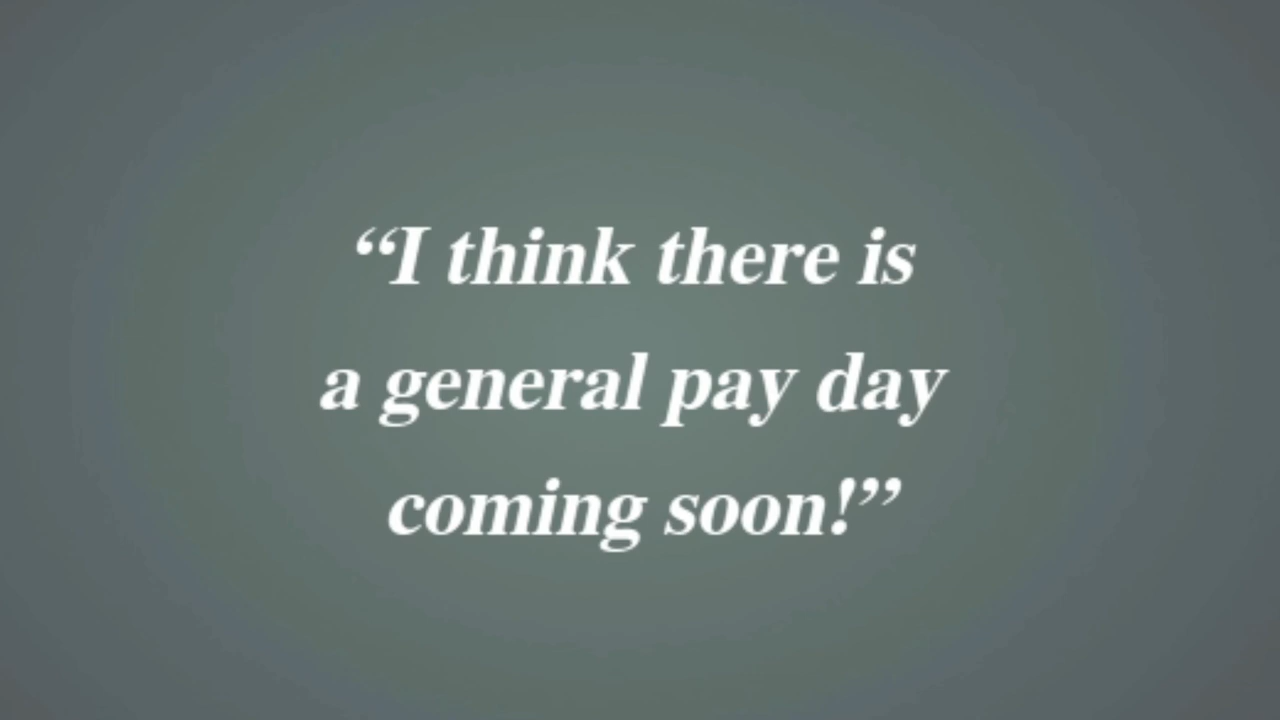 “I think there is
a general pay day
coming soon!”